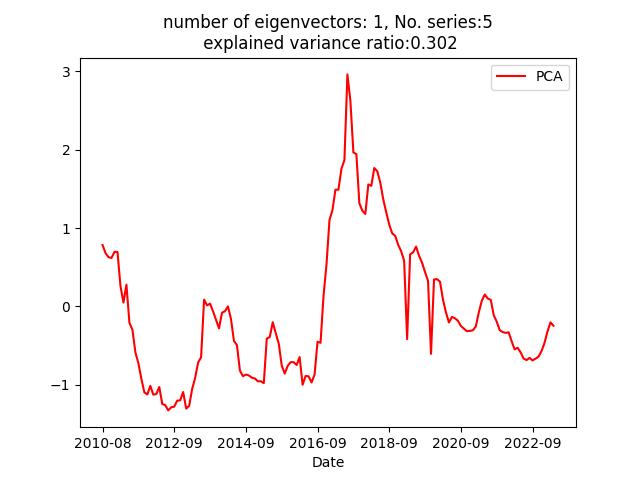 number of eigenvectors: 1, No. series:5
explained variance ratio:0.302
PCA
3
2
1
0
−1
2010-08 2012-09 2014-09 2016-09 2018-09 2020-09 2022-09
Date